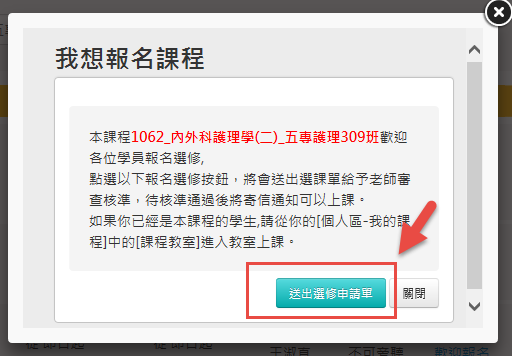 我想報名課程
本課程1062_內外科護理學(二)_五專護理309班歡迎
各位學員報名選修,
點選以下報名選修按鈕，將會送出選課單給予老師審
查核準，待核準通過後將寄信通知可以上課。
如果你已經是本課程的學生,請從你的[個人區-我的課
程]中的[課程教室]進入教室上課。
送出選修申請單
關閉